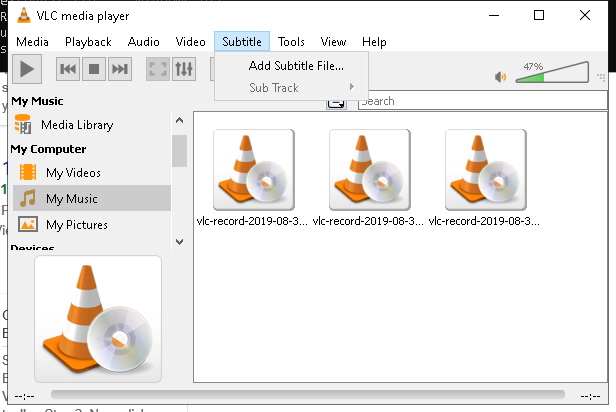 VLC media player
Media Playback Audio Video Subtitle Tools View Help
Add Subtitle File...
Sub Track
47%
Search
My Music
Media Library
My Computer
My Videos
My Music
My Pictures
Devices
vlc-record-2019-08-3... vlc-record-2019-08-3... vlc-record-2019-08-3...
--:-- --:--